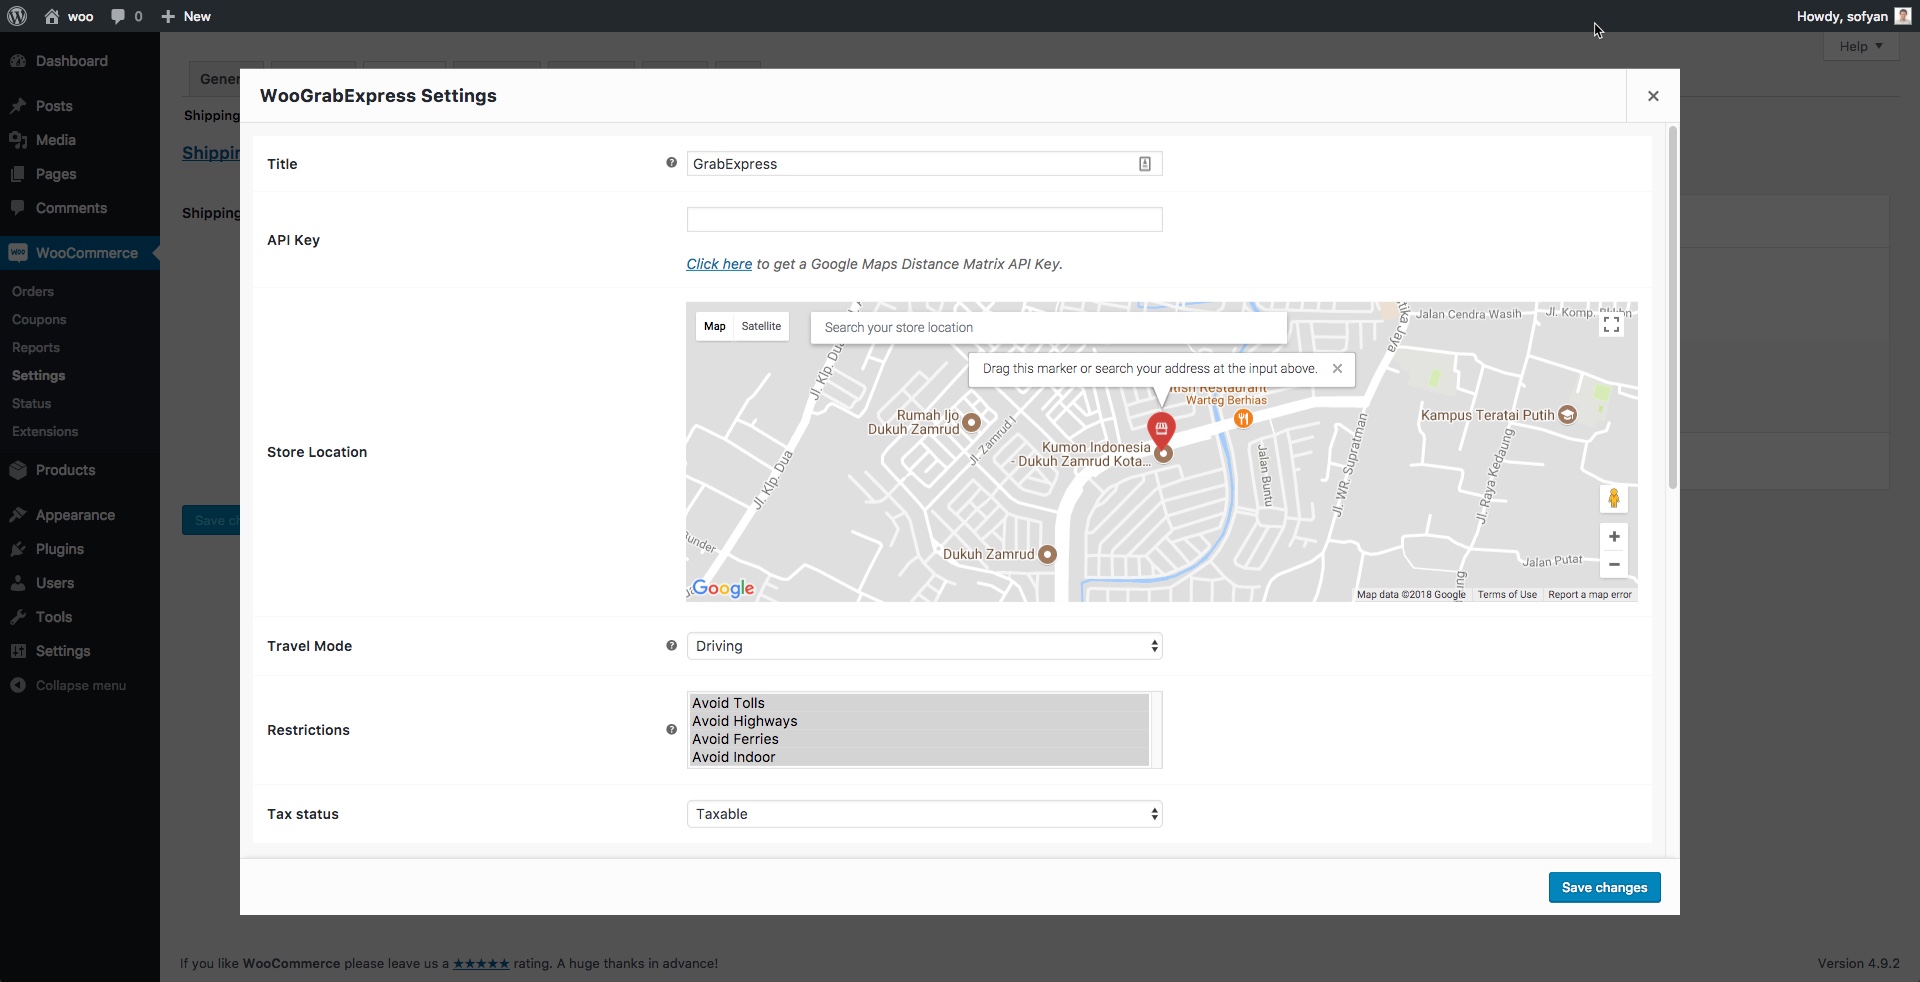 woo 0 New Howdy, sofyan
Help
Dashboard
Posts
Media
Pages
Comments
WooCommerce
Orders
Coupons
Reports
Settings
Status
Extensions
Products
Appearance
Plugins
Users
Tools
Settings
Collapse menu
Shipping
Shipping
WooGrabExpress Settings
Title
GrabExpress
API Key
Click here to get a Google Maps Distance Matrix API Key.
Store Location
Map Satellite
Search your store location
Drag this marker or search your address at the input above.
Jalan Cendra Wasih
Jl. Klp. Dua
Rumah Ijo
Dukuh Zamrud
Jl. Zamrud I
Restaurant
Warteg Berhias
Kumon Indonesia
- Dukuh Zamrud Kota...
Kampus Teratai Putih
Jl. Klp. Dua
Jalan Buntu
Jl. WR. Supratman
Jl. Raya Kedaung
Dukuh Zamrud
Jalan Putat
Google
Map data ©2018 Google Terms of Use Report a map error
Travel Mode
Driving
Restrictions
Avoid Tolls
Avoid Highways
Avoid Ferries
Avoid Indoor
Tax status
Taxable
Save changes
If you like WooCommerce please leave us a ★★★★★ rating. A huge thanks in advance!
Version 4.9.2